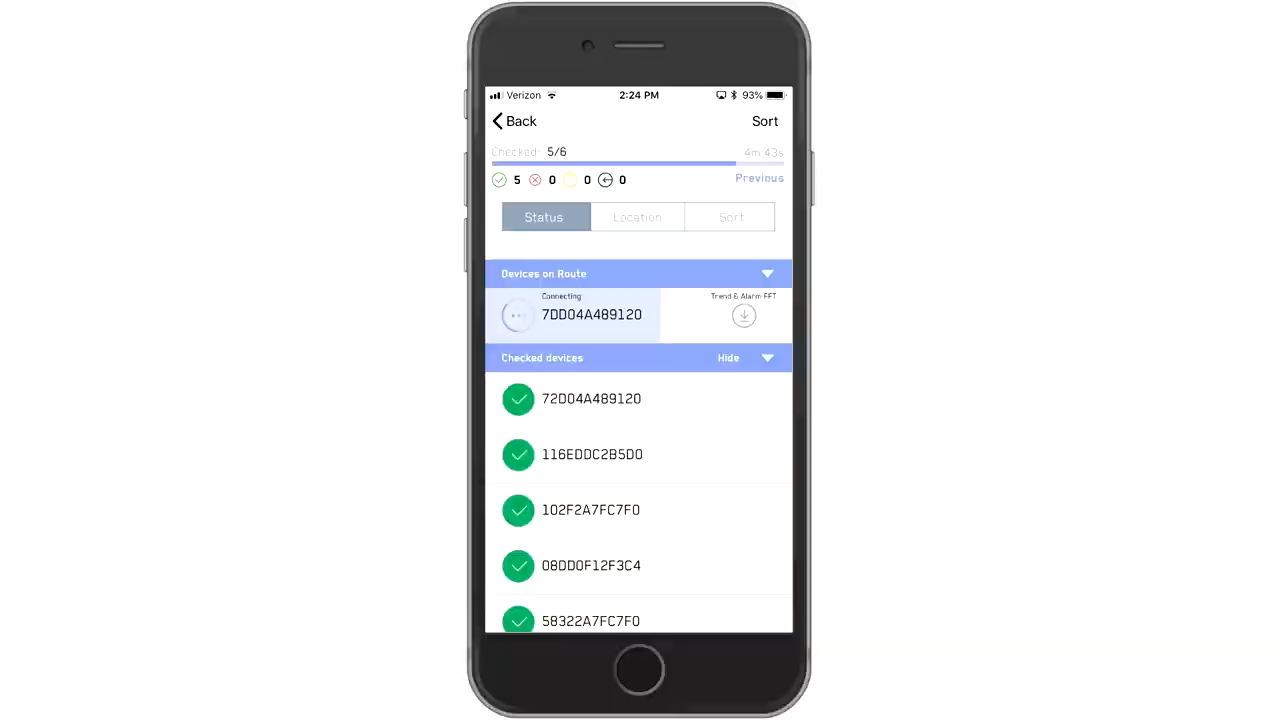 Verizon 2:24 PM 93%
Back Sort
Checked: 5/6 4m 43s
5 0 0 0 Previous
Status Location Sort
Devices on Route
Connecting Trend & Alarm FFT
7DD04A489120
Checked devices Hide
72D04A489120
116EDDC2B5D0
102F2A7FC7F0
08DD0F12F3C4
58322A7FC7F0